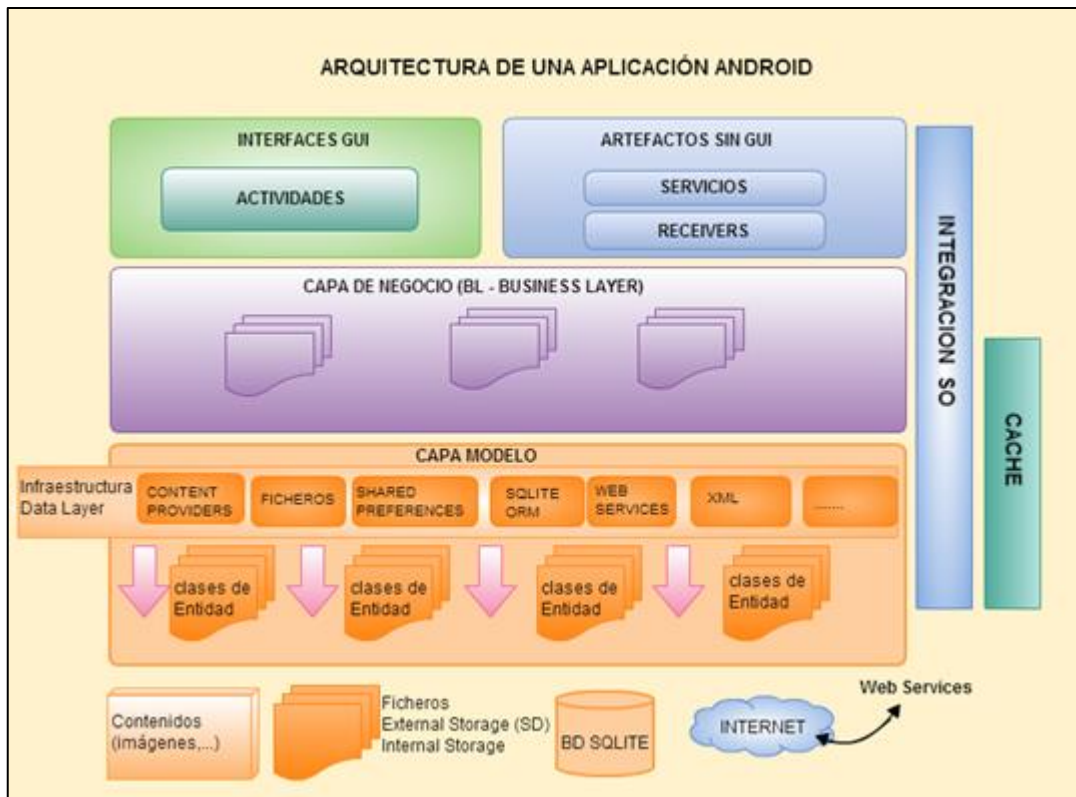 ARQUITECTURA DE UNA APLICACIÓN ANDROID
INTERFACES GUI
ACTIVIDADES
ARTEFACTOS SIN GUI
SERVICIOS
RECEIVERS
INTEGRACION SO
CACHE
CAPA DE NEGOCIO (BL - BUSINESS LAYER)
CAPA MODELO
Infraestructura
Data Layer
CONTENT
PROVIDERS
FICHEROS
SHARED
PREFERENCES
SQLITE
ORM
WEB
SERVICES
XML
.......
clases de
Entidad
clases de
Entidad
clases de
Entidad
clases de
Entidad
Contenidos
(imágenes,...)
Ficheros
External Storage (SD)
Internal Storage
BD SQLITE
INTERNET
Web Services